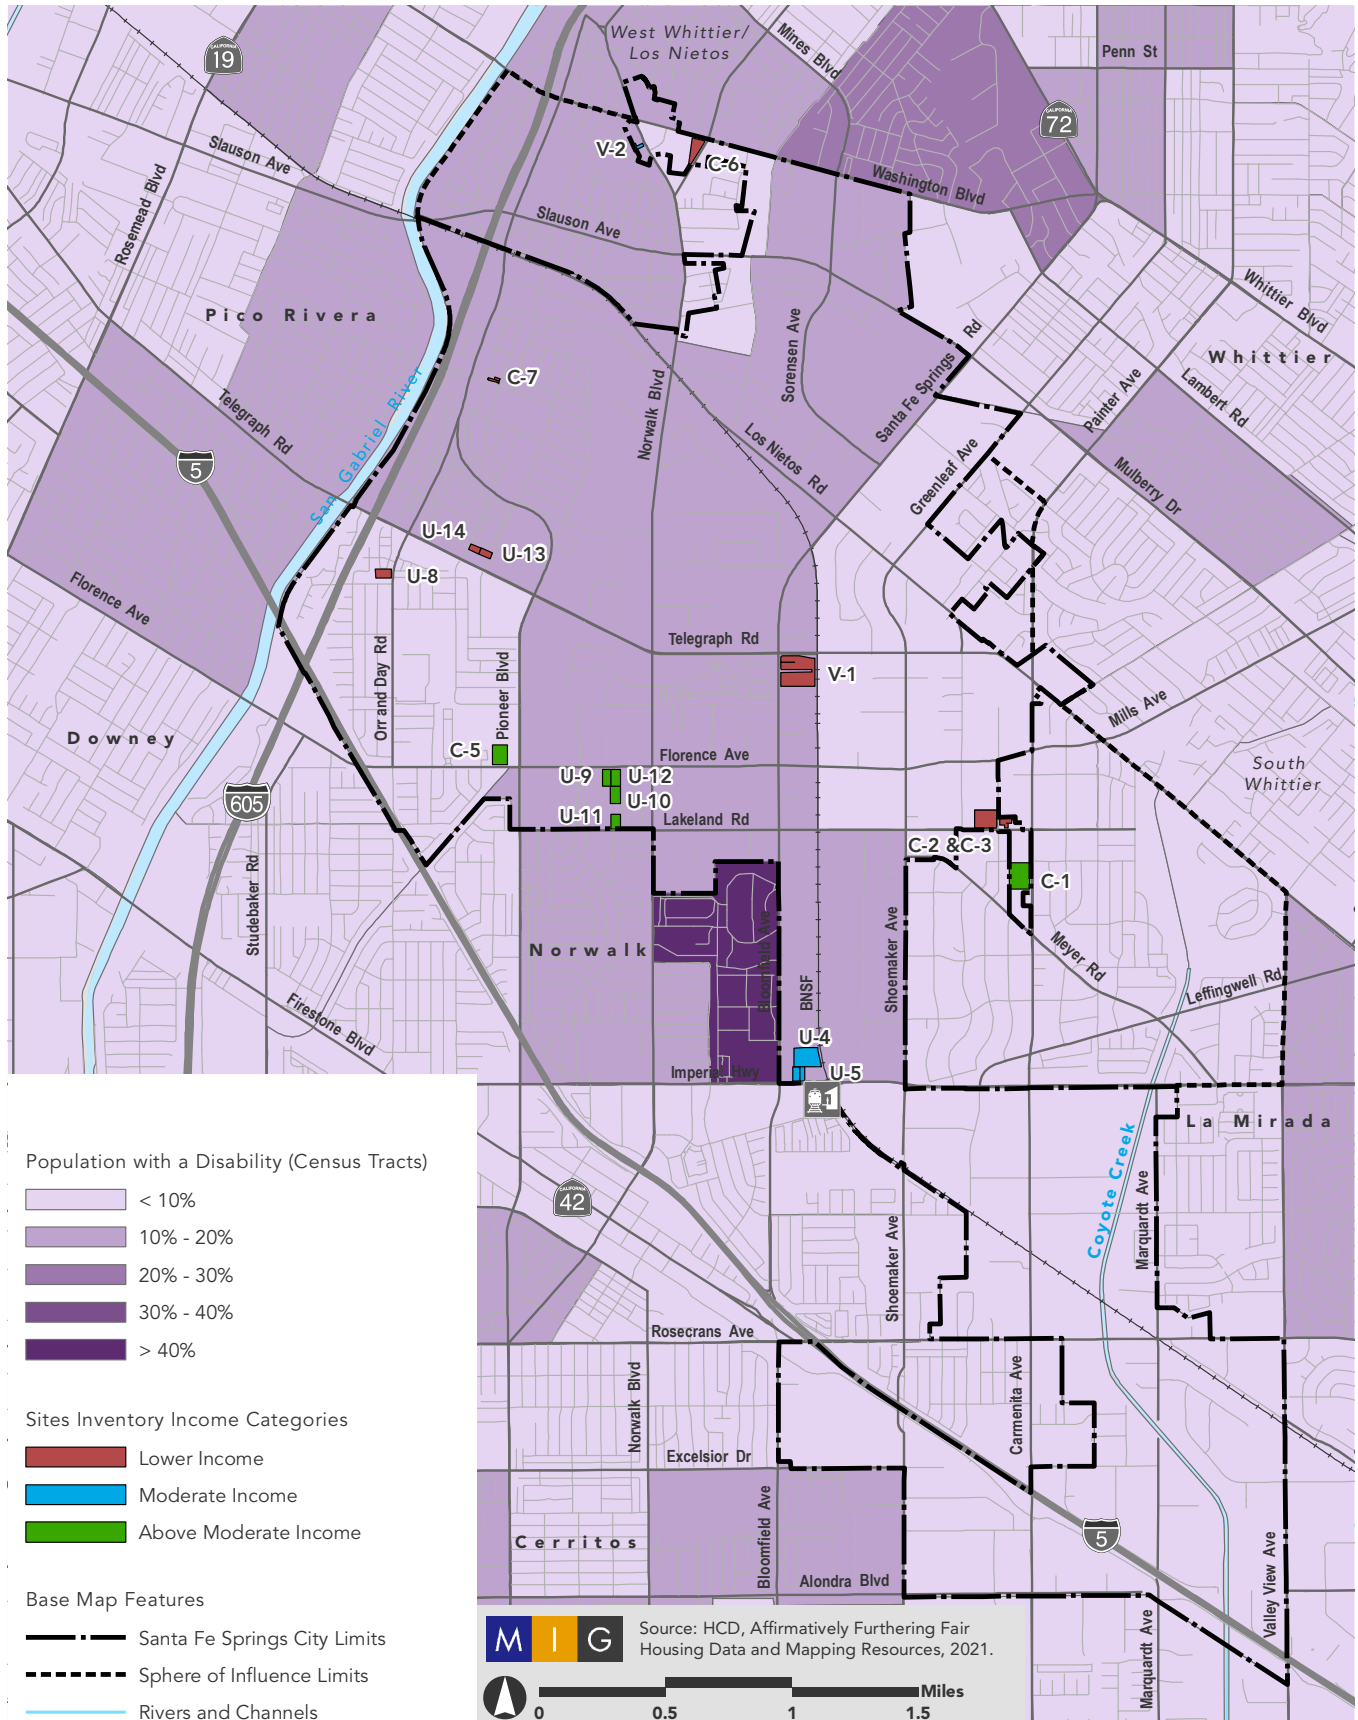 West Whittier/
Los Nietos
Mines Blvd
Penn St
CALIFORNIA
19
CALIFORNIA
72
Slauson Ave
V-2
C-6
Washington Blvd
Rosemead Blvd
Slauson Ave
Whittier Blvd
Pico Rivera
Sorensen Ave
Santa Fe Springs Rd
Whittier
C-7
Painter Ave
Lambert Rd
Telegraph Rd
San Gabriel River
Norwalk Blvd
Los Nietos Rd
Greenleaf Ave
Mulberry Dr
5
U-14
U-13
U-8
Florence Ave
Telegraph Rd
Orr and Day Rd
Pioneer Blvd
V-1
Mills Ave
Downey
C-5
Florence Ave
South
Whittier
U-9
U-12
U-10
605
U-11
Lakeland Rd
C-2 &C-3
C-1
Studebaker Rd
Norwalk
Bloomfield Ave
BNSF
Shoemaker Ave
Meyer Rd
Leffingwell Rd
Firestone Blvd
U-4
Imperial Hwy
U-5
La Mirada
Coyote Creek
Marquardt Ave
CALIFORNIA
42
Shoemaker Ave
Rosecrans Ave
Norwalk Blvd
Carmenita Ave
Excelsior Dr
Bloomfield Ave
5
Cerritos
Valley View Ave
Alondra Blvd
Marquardt Ave
Population with a Disability (Census Tracts)
< 10%
10% - 20%
20% - 30%
30% - 40%
> 40%
Sites Inventory Income Categories
Lower Income
Moderate Income
Above Moderate Income
Base Map Features
Santa Fe Springs City Limits
Sphere of Influence Limits
Rivers and Channels
M I G
Source: HCD, Affirmatively Furthering Fair
Housing Data and Mapping Resources, 2021.
Miles
0 0.5 1 1.5